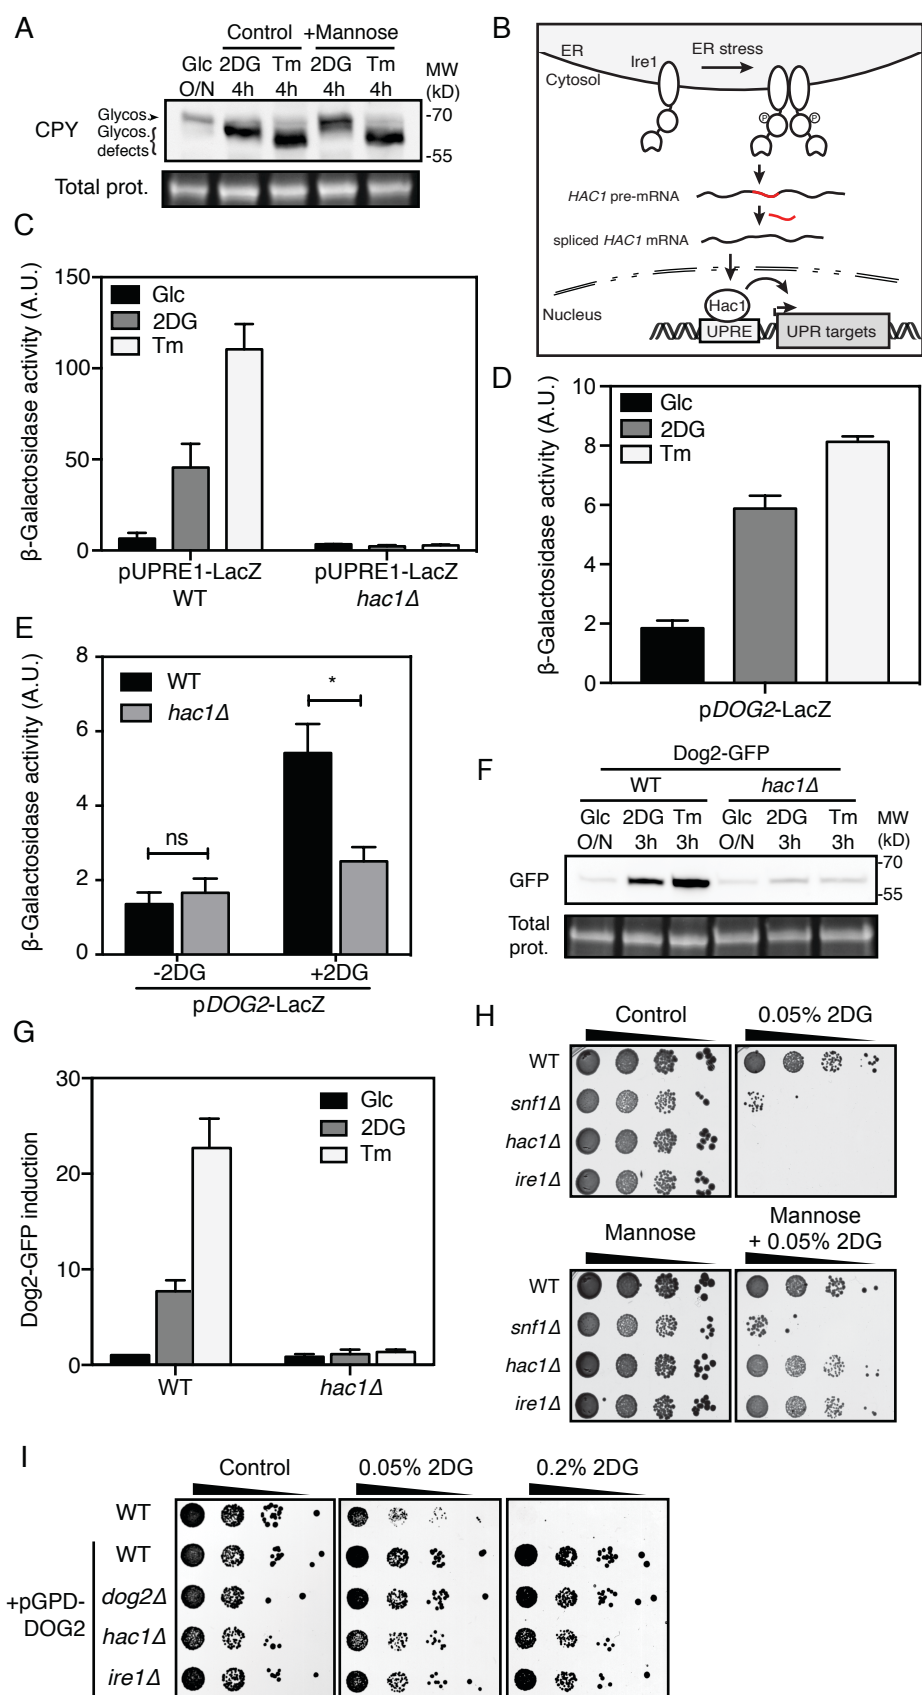 A
Control +Mannose
Glc 2DG Tm 2DG Tm MW
O/N 4h 4h 4h 4h (kD)
CPY
Glycos.
Glycos.
defects
-70
-55
Total prot.
B
ER
Ire1
ER stress
Cytosol
P
P
HAC1 pre-mRNA
spliced HAC1 mRNA
Nucleus
Hac1
UPRE
UPR targets
C
β-Galactosidase activity (A.U.)
150
100
50
0
Glc
2DG
Tm
pUPRE1-LacZ pUPRE1-LacZ
WT hac1Δ
D
β-Galactosidase activity (A.U.)
10
8
6
4
2
0
Glc
2DG
Tm
pDOG2-LacZ
E
β-Galactosidase activity (A.U.)
8
6
4
2
0
WT
hac1Δ
ns
*
-2DG +2DG
pDOG2-LacZ
F
Dog2-GFP
WT hac1Δ
Glc 2DG Tm Glc 2DG Tm MW
O/N 3h 3h O/N 3h 3h (kD)
GFP
-70
-55
Total
prot.
G
Dog2-GFP induction
30
20
10
0
Glc
2DG
Tm
WT hac1Δ
H
Control 0.05% 2DG
WT
snf1Δ
hac1Δ
ire1Δ
Mannose Mannose
+ 0.05% 2DG
WT
snf1Δ
hac1Δ
ire1Δ
I
Control 0.05% 2DG 0.2% 2DG
WT
+pGPD-
DOG2
WT
dog2Δ
hac1Δ
ire1Δ